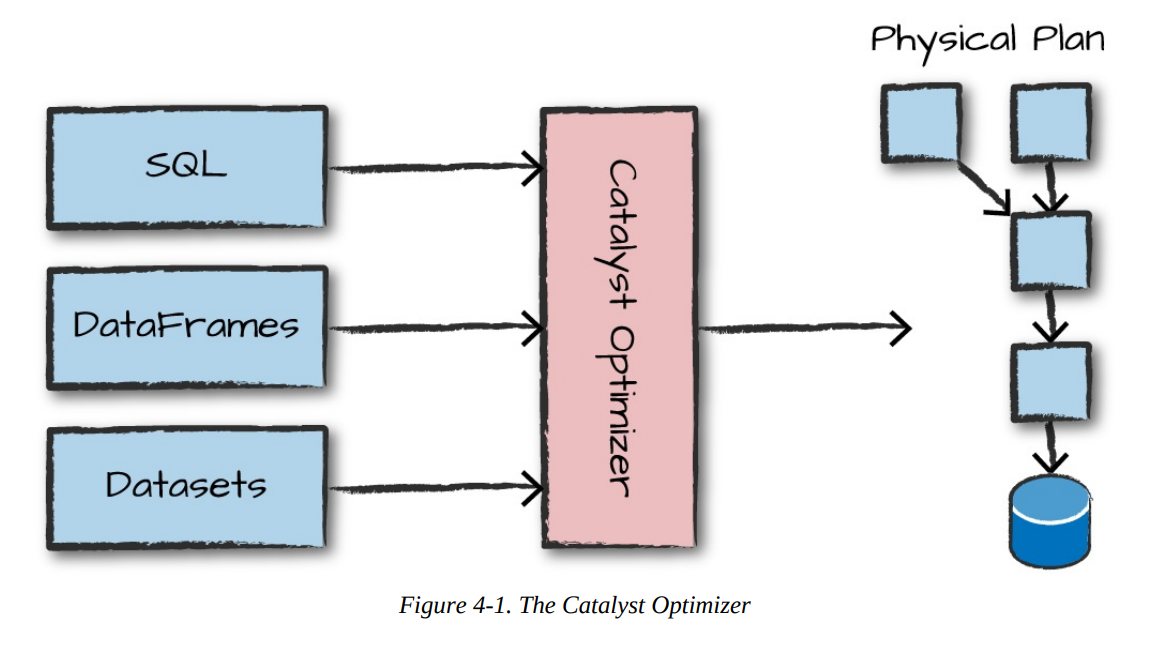 Physical Plan
SQL
DataFrames
Datasets
Catalyst Optimizer
Figure 4-1. The Catalyst Optimizer